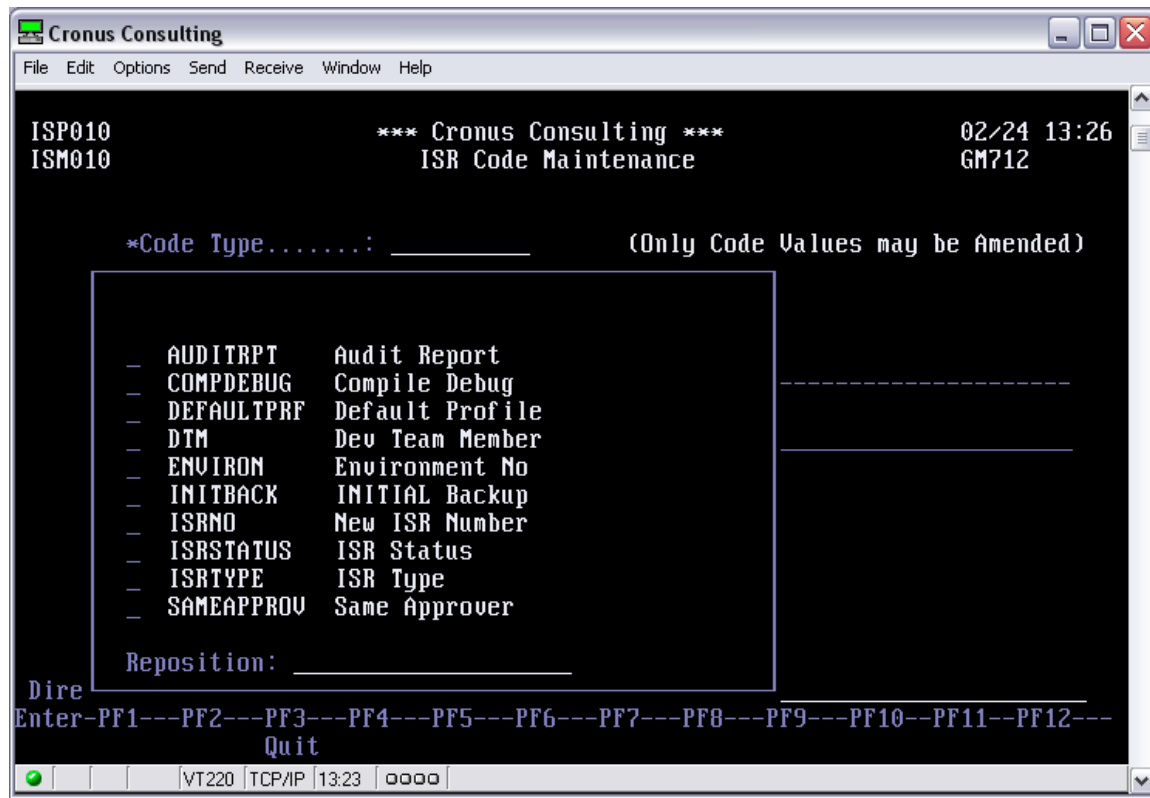 Cronus Consulting
File Edit Options Send Receive Window Help
ISP010 *** Cronus Consulting *** 02/24 13:26
ISM010 ISR Code Maintenance GM712
*Code Type.......: __________ (Only Code Values may be Amended)
_ AUDITRPT Audit Report
_ COMPDEBUG Compile Debug
_ DEFAULTPRF Default Profile
_ DTM Dev Team Member
_ ENVIRON Environment No
_ INITBACK INITIAL Backup
_ ISRNO New ISR Number
_ ISRSTATUS ISR Status
_ ISRTYPE ISR Type
_ SAMEAPPROV Same Approver
Reposition: ____________________
Dire
Enter-PF1---PF2---PF3---PF4---PF5---PF6---PF7---PF8---PF9---PF10--PF11--PF12---
Quit
VT220 TCP/IP 13:23